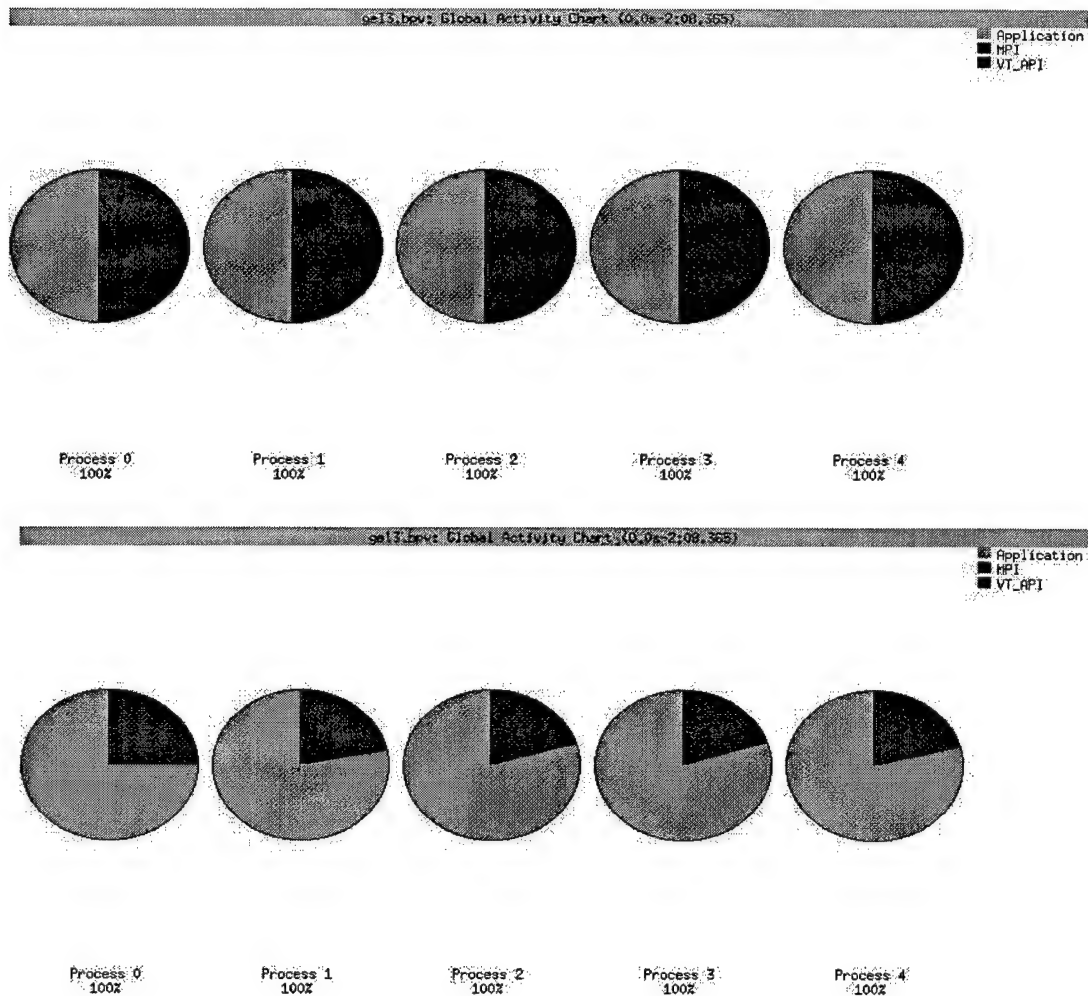 gel3.bpv: Global Activity Chart (0.0s-2:08.365)
Application
MPI
VT_API
Process 0
100%
Process 1
100%
Process 2
100%
Process 3
100%
Process 4
100%
gel3.bpv: Global Activity Chart (0.0s-2:08.365)
Application
MPI
VT_API
Process 0
100%
Process 1
100%
Process 2
100%
Process 3
100%
Process 4
100%